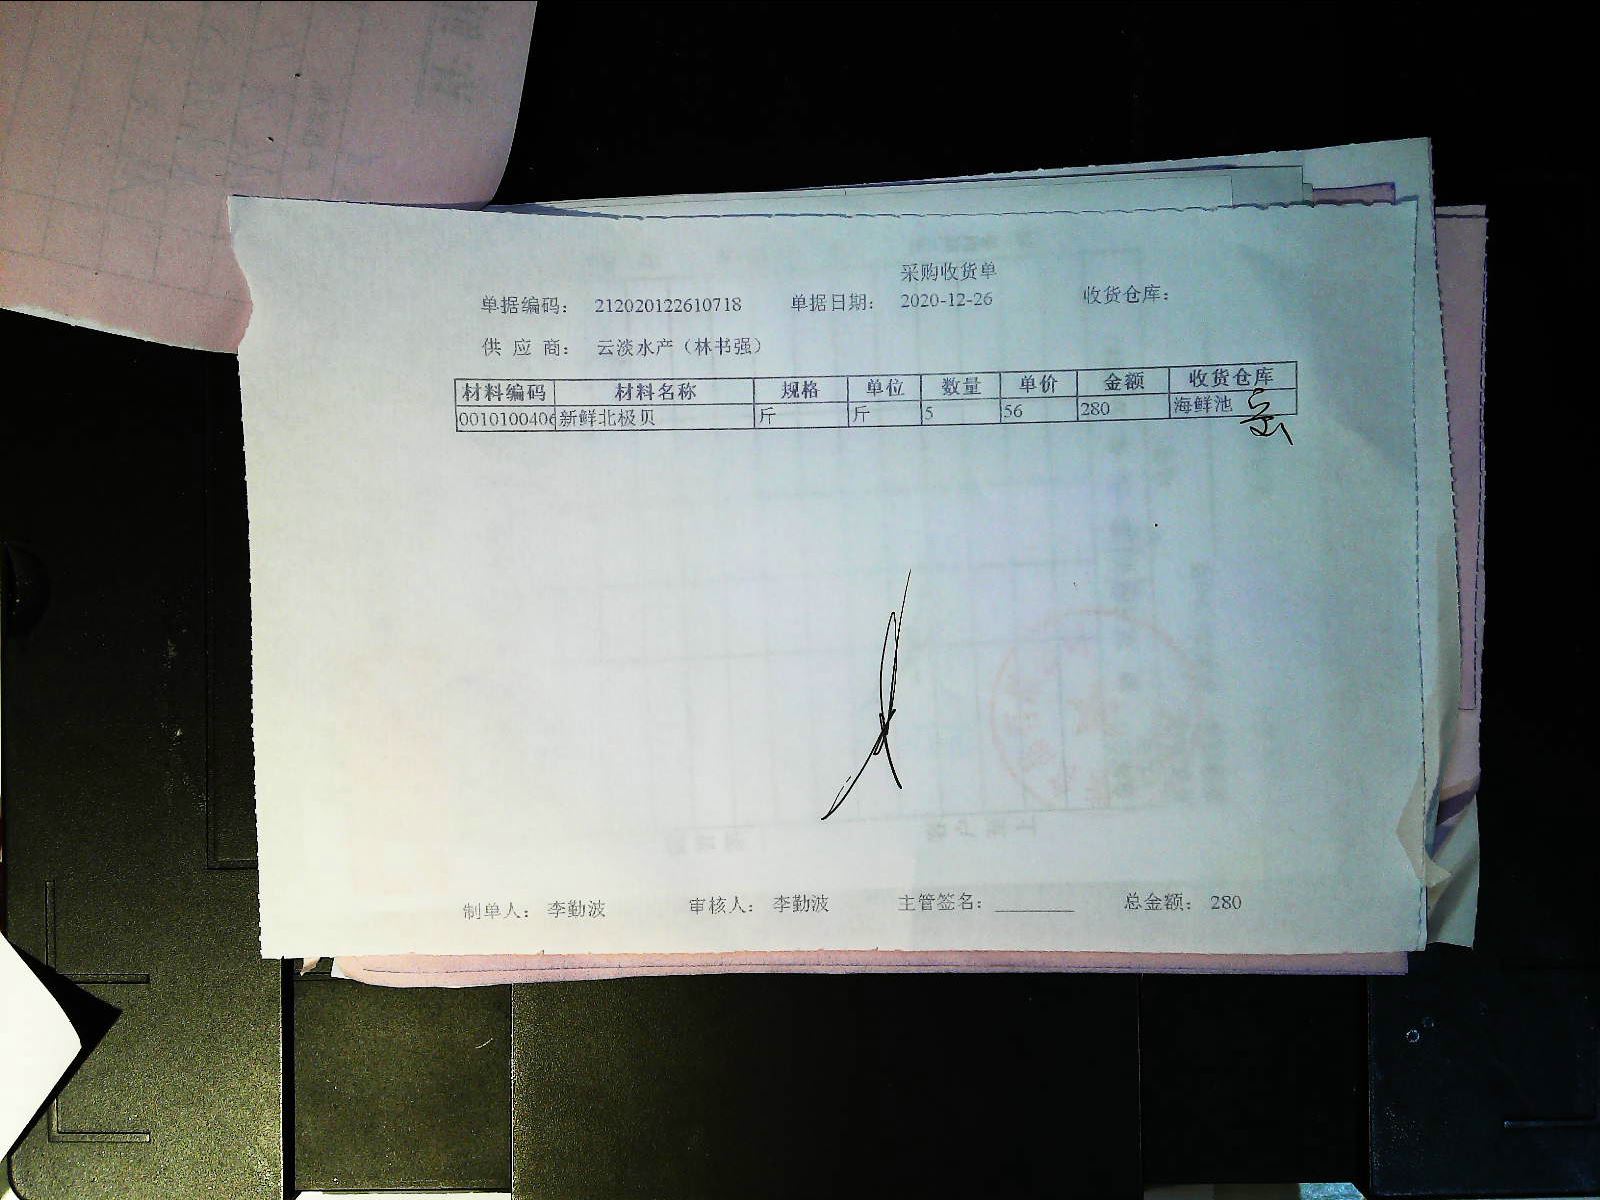 采购收货单
单据编码： 212020122610718 单据日期： 2020-12-26 收货仓库：
供 应 商： 云淡水产（林书强）
材料编码 材料名称 规格 单位 数量 单价 金额 收货仓库
0010100406 新鲜北极贝 斤 斤 5 56 280 海鲜池
制单人： 李勤波 审核人： 李勤波 主管签名： ________ 总金额： 280